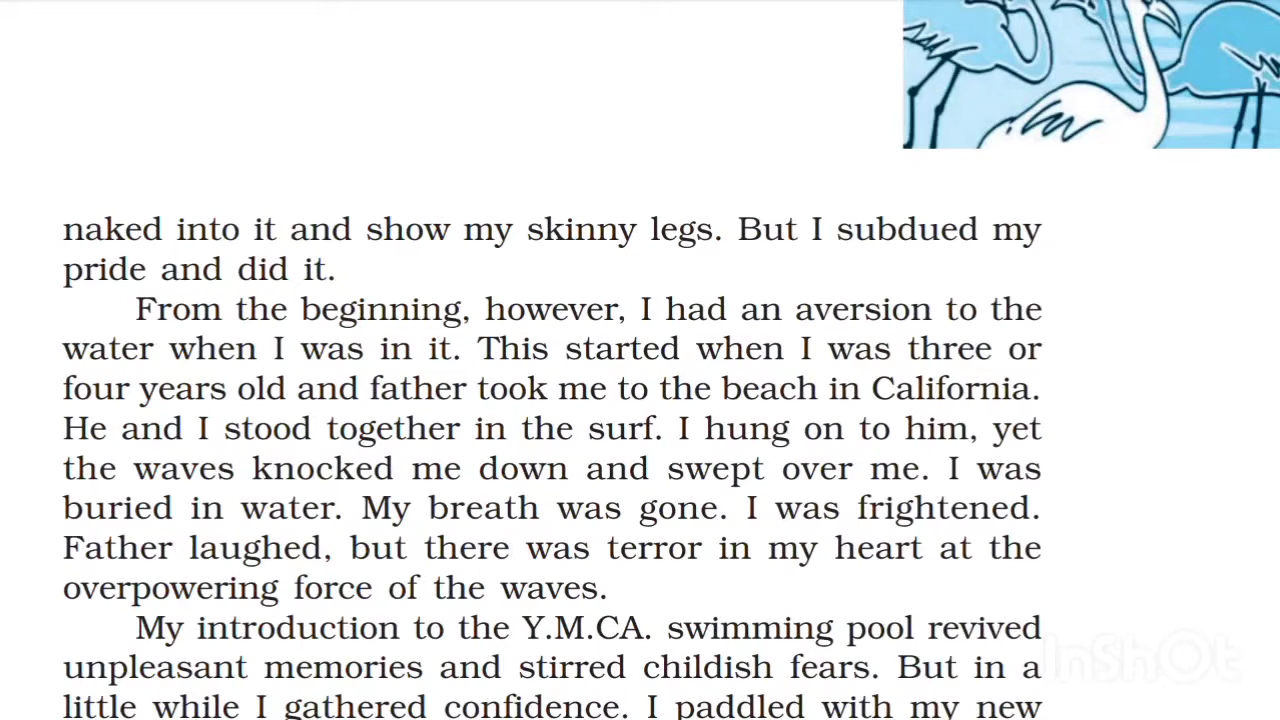 naked into it and show my skinny legs. But I subdued my
pride and did it.
From the beginning, however, I had an aversion to the
water when I was in it. This started when I was three or
four years old and father took me to the beach in California.
He and I stood together in the surf. I hung on to him, yet
the waves knocked me down and swept over me. I was
buried in water. My breath was gone. I was frightened.
Father laughed, but there was terror in my heart at the
overpowering force of the waves.
My introduction to the Y.M.CA. swimming pool revived
unpleasant memories and stirred childish fears. But in a
little while I gathered confidence. I paddled with my new
InShOt